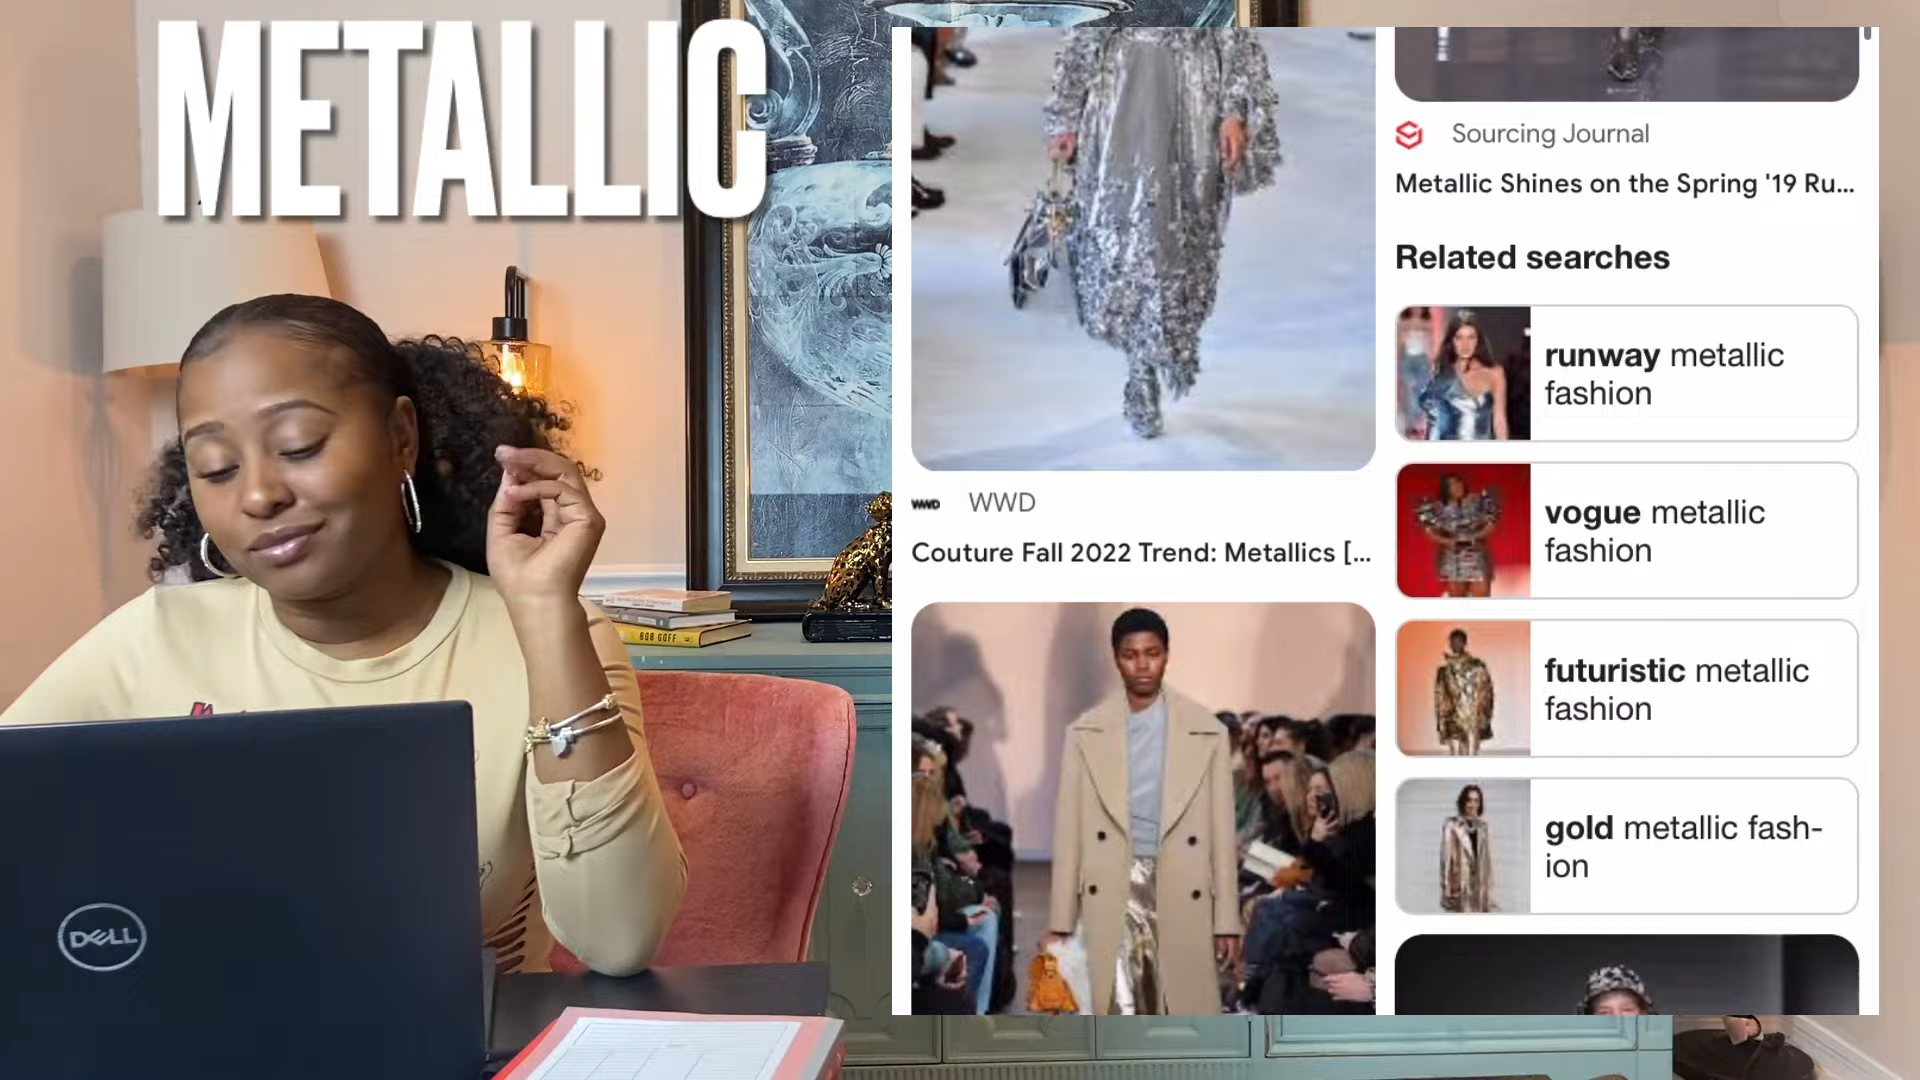 METALLIC
BOB GOFF
DELL
WWD
WWD
Couture Fall 2022 Trend: Metallics [...
Sourcing Journal
Metallic Shines on the Spring '19 Ru...
Related searches
runway metallic
fashion
vogue metallic
fashion
futuristic metallic
fashion
gold metallic fash-
ion